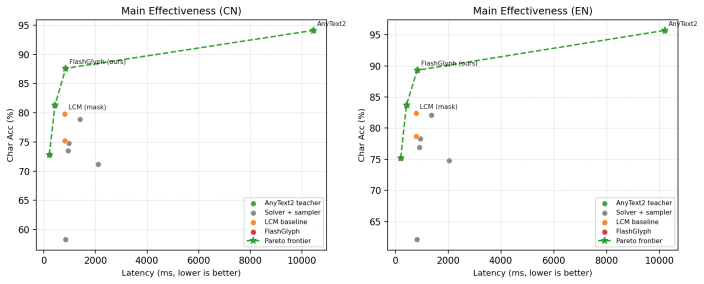 Main Effectiveness (CN)
AnyText2
FlashGlyph (ours)
LCM (mask)
95
90
85
80
75
70
65
60
Char Acc (%)
0
2000
4000
6000
8000
10000
Latency (ms, lower is better)
AnyText2 teacher
Solver + sampler
LCM baseline
FlashGlyph
Pareto frontier
Main Effectiveness (EN)
AnyText2
FlashGlyph (ours)
LCM (mask)
95
90
85
80
75
70
65
Char Acc (%)
0
2000
4000
6000
8000
10000
Latency (ms, lower is better)
AnyText2 teacher
Solver + sampler
LCM baseline
FlashGlyph
Pareto frontier